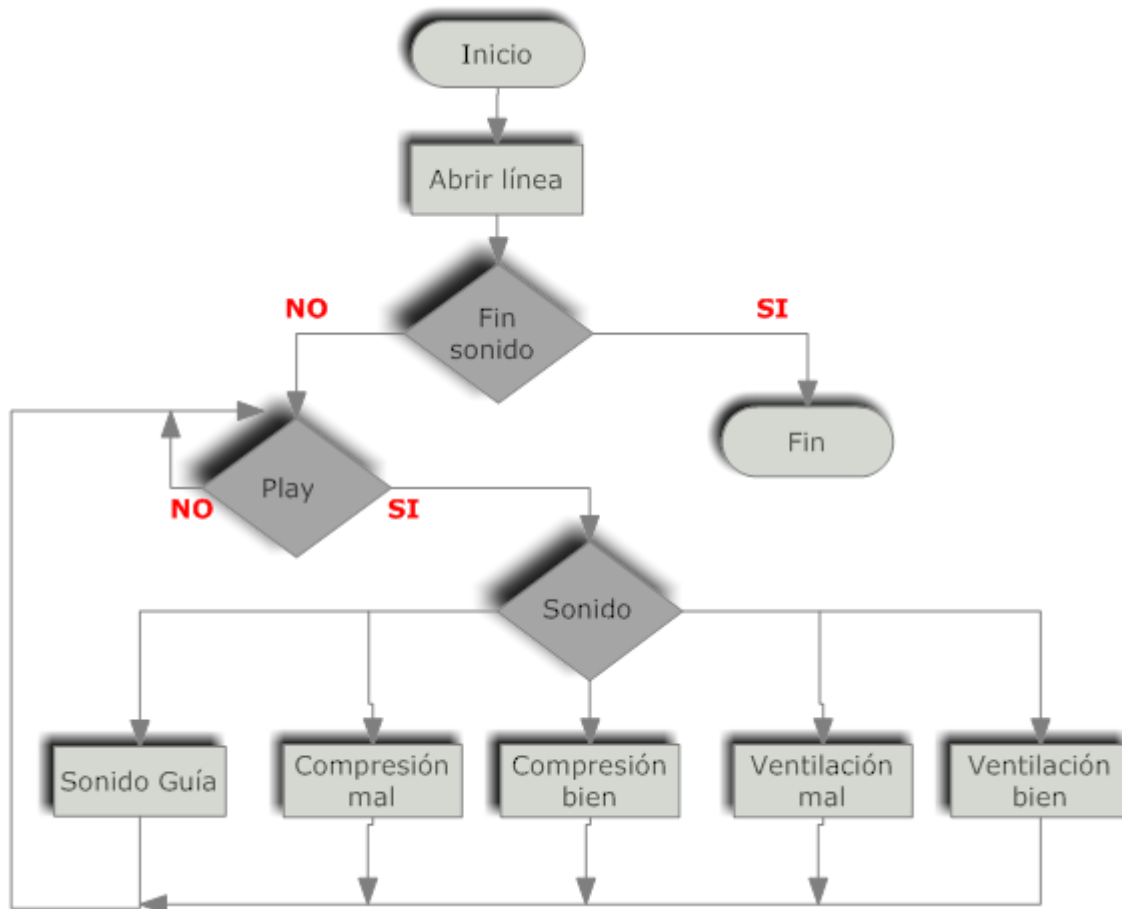 Inicio
Abrir línea
NO
SI
Fin
sonido
Fin
Play
NO
SI
Sonido
Sonido Guía
Compresión
mal
Compresión
bien
Ventilación
mal
Ventilación
bien